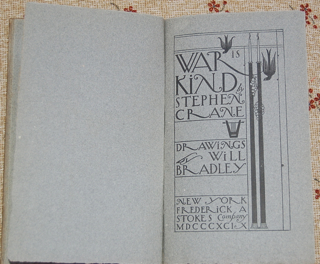 WAR IS
KIND by
STEPHEN
CRANE
DRAWINGS
by WILL
BRADLEY
NEW YORK
FREDERICK. A
STOKES Company
MDCCCXCIX